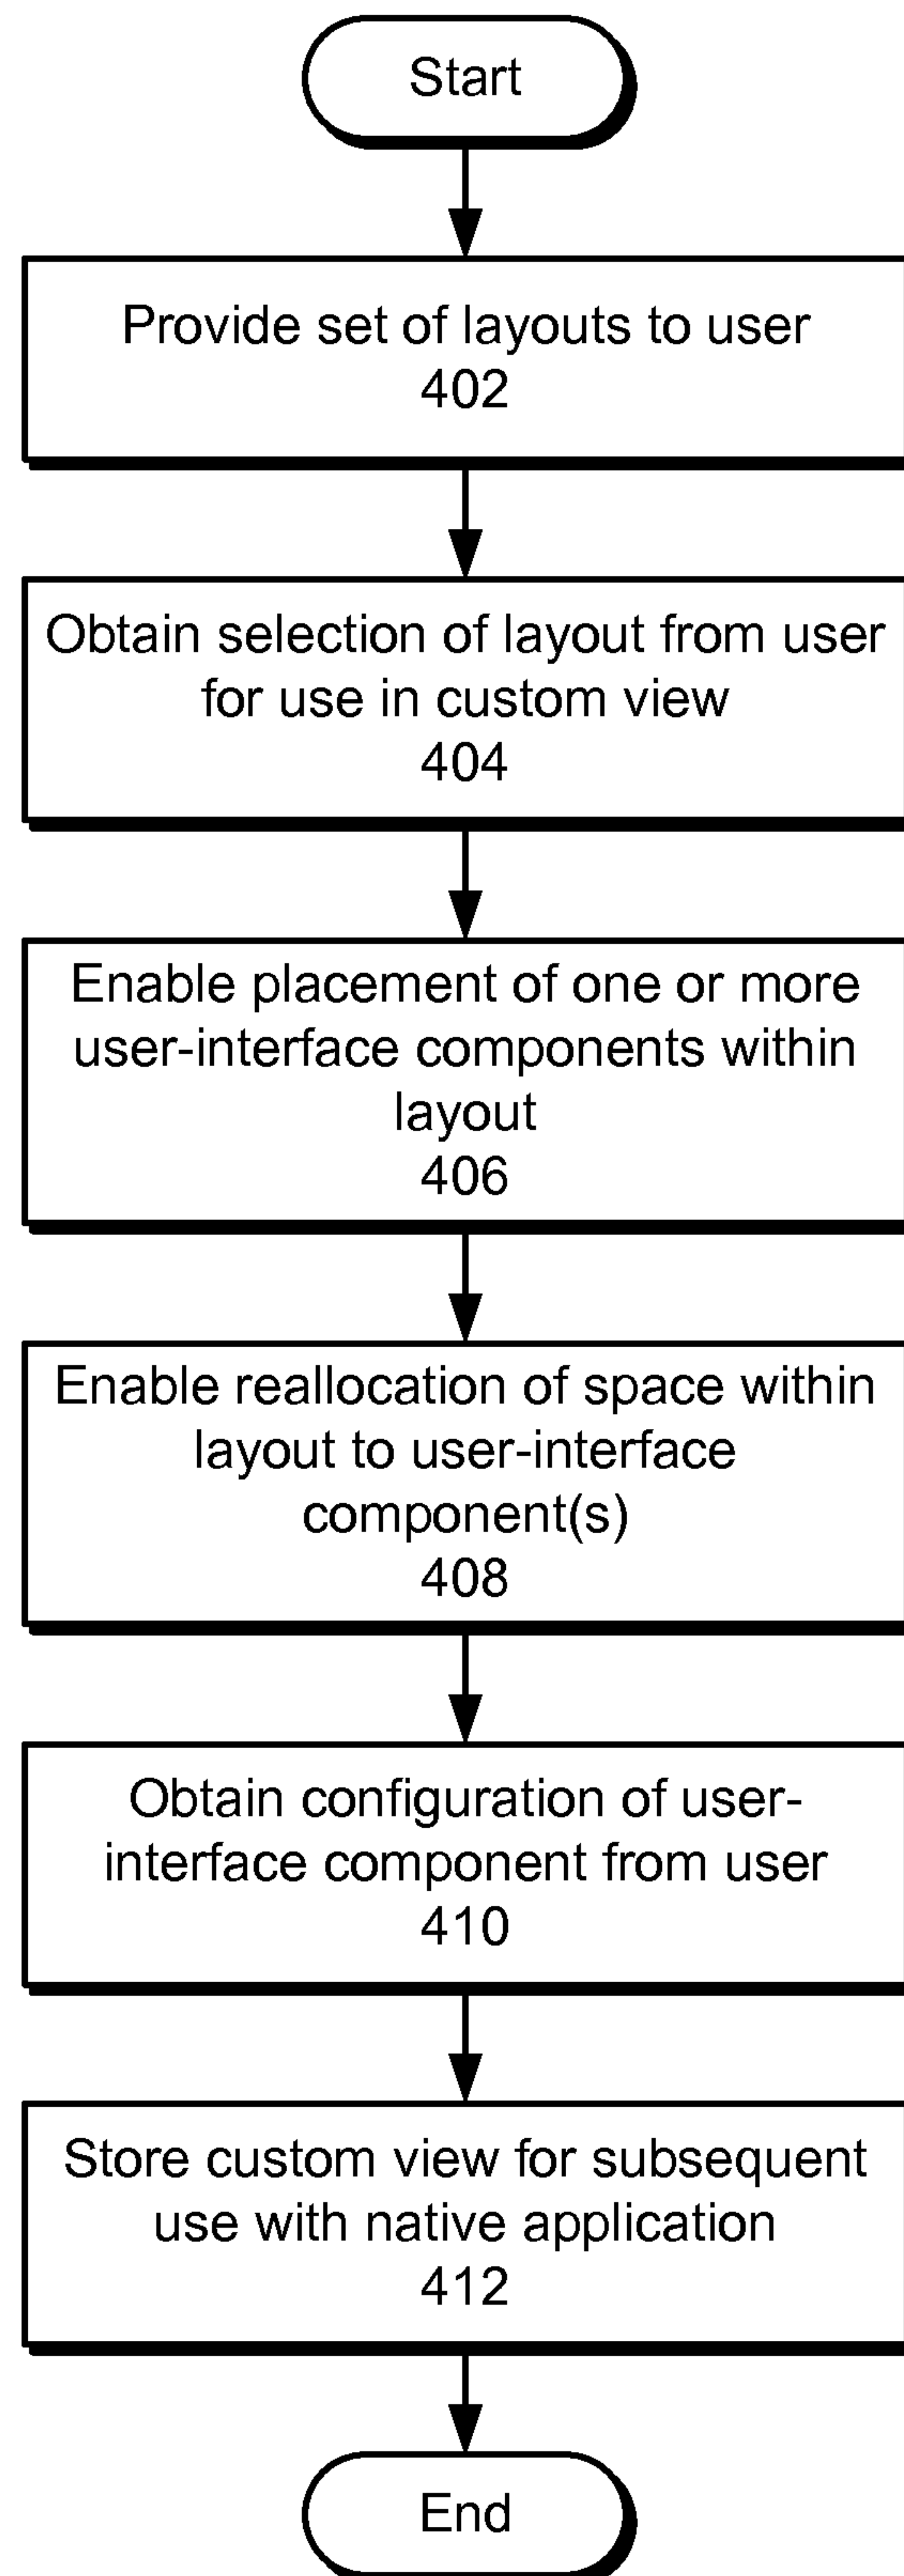 Start
Provide set of layouts to user
402
Obtain selection of layout from user
for use in custom view
404
Enable placement of one or more
user-interface components within
layout
406
Enable reallocation of space within
layout to user-interface
component(s)
408
Obtain configuration of user-
interface component from user
410
Store custom view for subsequent
use with native application
412
End